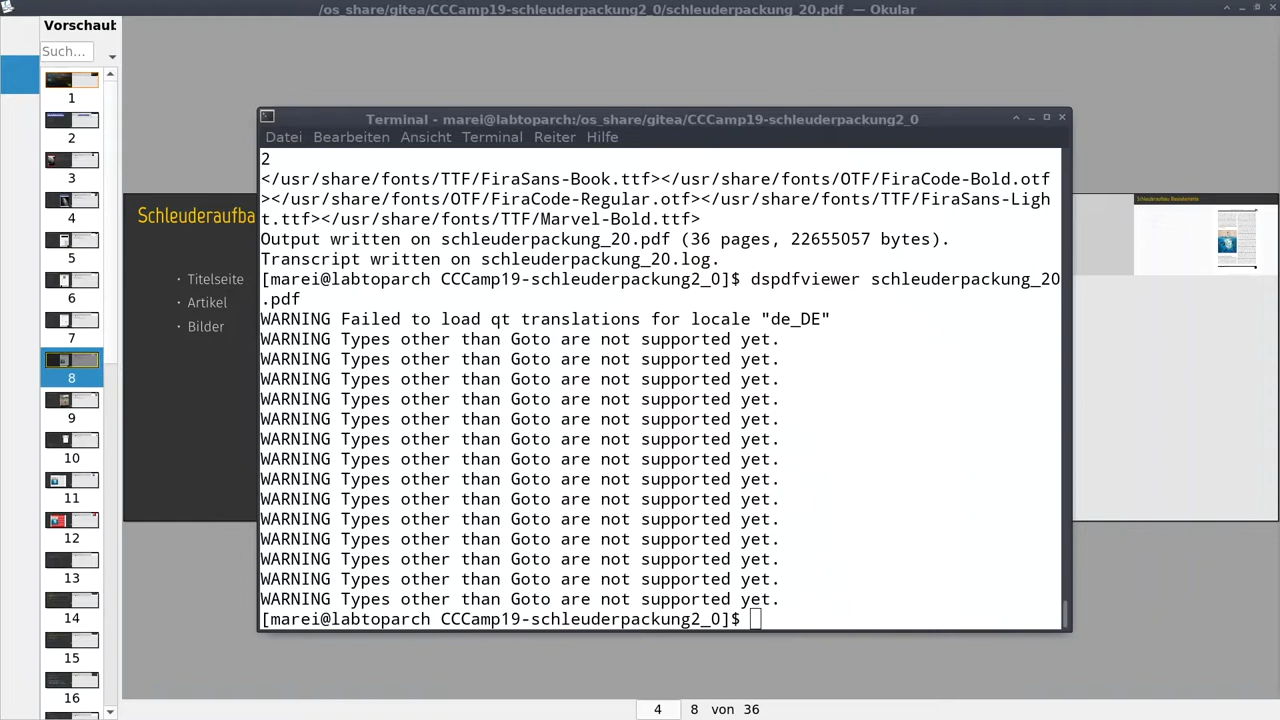 /os_share/gitea/CCCamp19-schleuderpackung2_0/schleuderpackung_20.pdf — Okular
Vorschaub
Such...
1
2
3
4
5
6
7
8
9
10
11
12
13
14
15
16
Schleuderaufba
• Titelseite
• Artikel
• Bilder
Terminal - marei@labtoparch:/os_share/gitea/CCCamp19-schleuderpackung2_0
Datei Bearbeiten Ansicht Terminal Reiter Hilfe
2
</usr/share/fonts/TTF/FiraSans-Book.ttf></usr/share/fonts/OTF/FiraCode-Bold.otf
></usr/share/fonts/OTF/FiraCode-Regular.otf></usr/share/fonts/TTF/FiraSans-Ligh
t.ttf></usr/share/fonts/TTF/Marvel-Bold.ttf>
Output written on schleuderpackung_20.pdf (36 pages, 22655057 bytes).
Transcript written on schleuderpackung_20.log.
[marei@labtoparch CCCamp19-schleuderpackung2_0]$ dspdfviewer schleuderpackung_20
.pdf
WARNING Failed to load qt translations for locale "de_DE"
WARNING Types other than Goto are not supported yet.
WARNING Types other than Goto are not supported yet.
WARNING Types other than Goto are not supported yet.
WARNING Types other than Goto are not supported yet.
WARNING Types other than Goto are not supported yet.
WARNING Types other than Goto are not supported yet.
WARNING Types other than Goto are not supported yet.
WARNING Types other than Goto are not supported yet.
WARNING Types other than Goto are not supported yet.
WARNING Types other than Goto are not supported yet.
WARNING Types other than Goto are not supported yet.
WARNING Types other than Goto are not supported yet.
WARNING Types other than Goto are not supported yet.
WARNING Types other than Goto are not supported yet.
[marei@labtoparch CCCamp19-schleuderpackung2_0]$
4 8 von 36